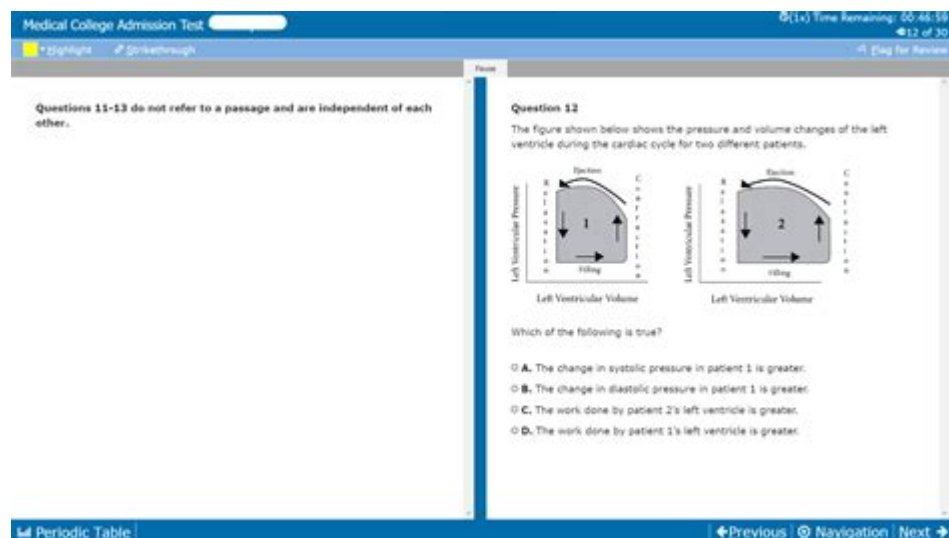 Medical College Admission Test
(1x) Time Remaining: 00:46:59
12 of 30
Highlight
Strikethrough
Flag for Review
Pause
Questions 11-13 do not refer to a passage and are independent of each
other.
Question 12
The figure shown below shows the pressure and volume changes of the left
ventricle during the cardiac cycle for two different patients.
Ejection
Relaxation
Contraction
Left Ventricular Pressure
1
Filling
Left Ventricular Volume
Ejection
Relaxation
Contraction
Left Ventricular Pressure
2
Filling
Left Ventricular Volume
Which of the following is true?
A. The change in systolic pressure in patient 1 is greater.
B. The change in diastolic pressure in patient 1 is greater.
C. The work done by patient 2's left ventricle is greater.
D. The work done by patient 1's left ventricle is greater.
Periodic Table
Previous
Navigation
Next